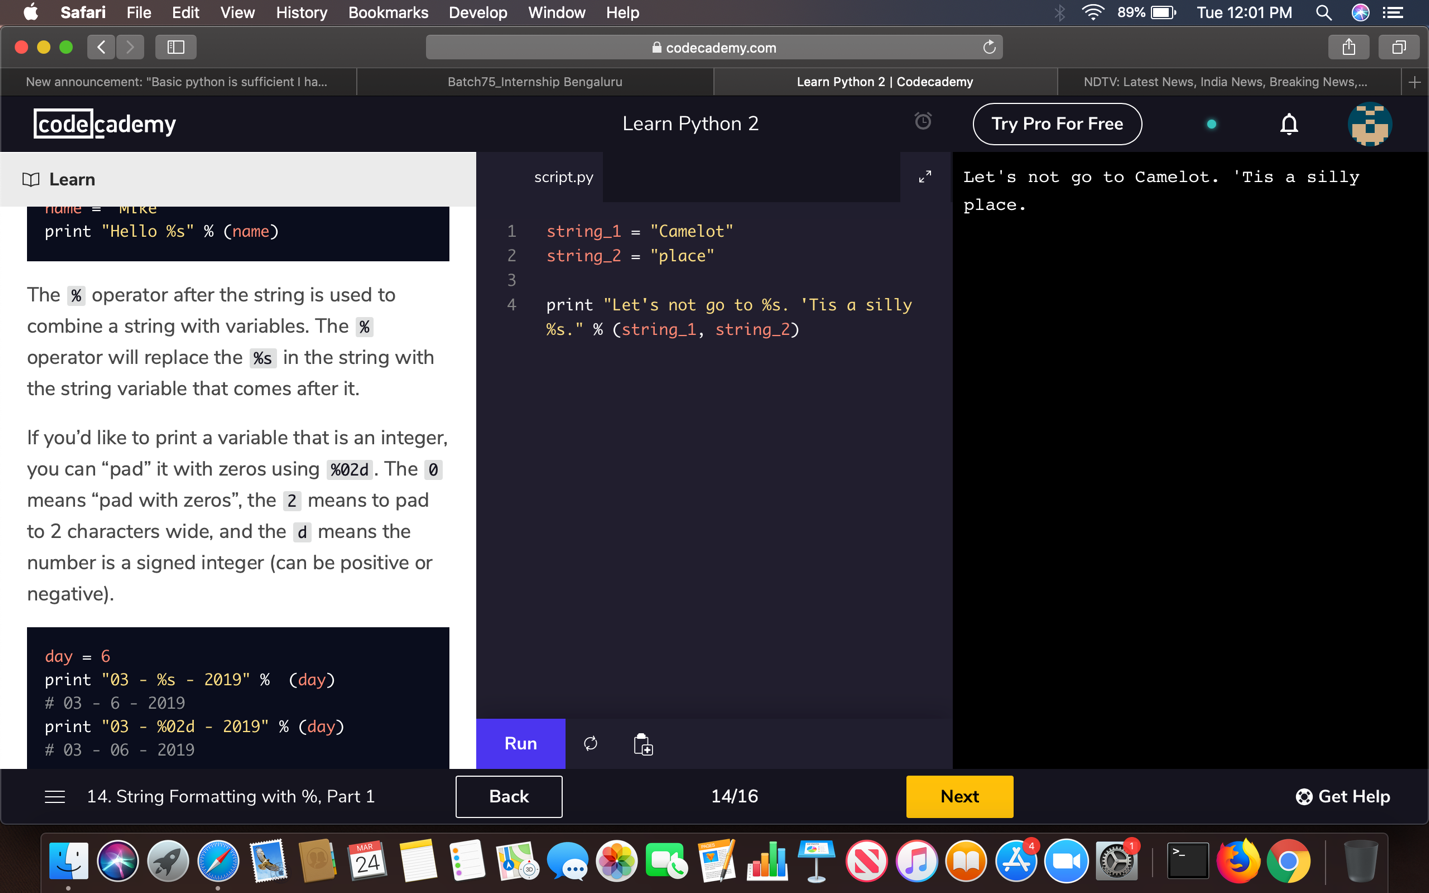 Safari File Edit View History Bookmarks Develop Window Help 89% Tue 12:01 PM
codecademy.com
New announcement: "Basic python is sufficient I ha... Batch75_Internship Bengaluru Learn Python 2 | Codecademy NDTV: Latest News, India News, Breaking News,...
codecademy Learn Python 2 Try Pro For Free
Learn
name = "Mike"
print "Hello %s" % (name)
The % operator after the string is used to
combine a string with variables. The %
operator will replace the %s in the string with
the string variable that comes after it.
If you’d like to print a variable that is an integer,
you can “pad” it with zeros using %02d. The 0
means “pad with zeros”, the 2 means to pad
to 2 characters wide, and the d means the
number is a signed integer (can be positive or
negative).
day = 6
print "03 - %s - 2019" %  (day)
# 03 - 6 - 2019
print "03 - %02d - 2019" % (day)
# 03 - 06 - 2019
script.py
1 string_1 = "Camelot"
2 string_2 = "place"
3
4 print "Let's not go to %s. 'Tis a silly
%s." % (string_1, string_2)
Run
Let's not go to Camelot. 'Tis a silly
place.
14. String Formatting with %, Part 1 Back 14/16 Next Get Help
MAR
24
4
1